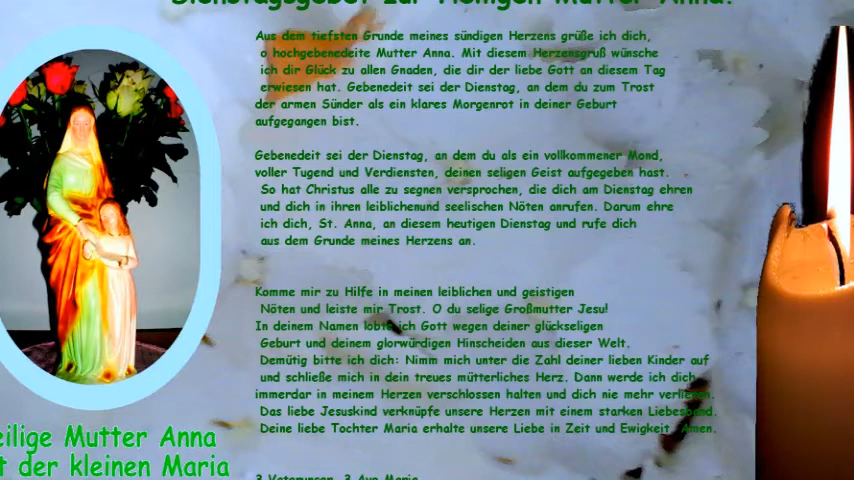 Dienstagsgebet zur Heiligen Mutter Anna.
Aus dem tiefsten Grunde meines sündigen Herzens grüße ich dich,
o hochgebenedeite Mutter Anna. Mit diesem Herzensgruß wünsche
ich dir Glück zu allen Gnaden, die dir der liebe Gott an diesem Tag
erwiesen hat. Gebenedeit sei der Dienstag, an dem du zum Trost
der armen Sünder als ein klares Morgenrot in deiner Geburt
aufgegangen bist.
Gebenedeit sei der Dienstag, an dem du als ein vollkommener Mond,
voller Tugend und Verdiensten, deinen seligen Geist aufgegeben hast.
So hat Christus alle zu segnen versprochen, die dich am Dienstag ehren
und dich in ihren leiblichenund seelischen Nöten anrufen. Darum ehre
ich dich, St. Anna, an diesem heutigen Dienstag und rufe dich
aus dem Grunde meines Herzens an.
Komme mir zu Hilfe in meinen leiblichen und geistigen
Nöten und leiste mir Trost. O du selige Großmutter Jesu!
In deinem Namen lobte ich Gott wegen deiner glückseligen
Geburt und deinem glorwürdigen Hinscheiden aus dieser Welt.
Demütig bitte ich dich: Nimm mich unter die Zahl deiner lieben Kinder auf
und schließe mich in dein treues mütterliches Herz. Dann werde ich dich
immerdar in meinem Herzen verschlossen halten und dich nie mehr verlieren.
Das liebe Jesuskind verknüpfe unsere Herzen mit einem starken Liebesband.
Deine liebe Tochter Maria erhalte unsere Liebe in Zeit und Ewigkeit. Amen.
3 Vaterunser, 3 Ave Maria
eilige Mutter Anna
t der kleinen Maria